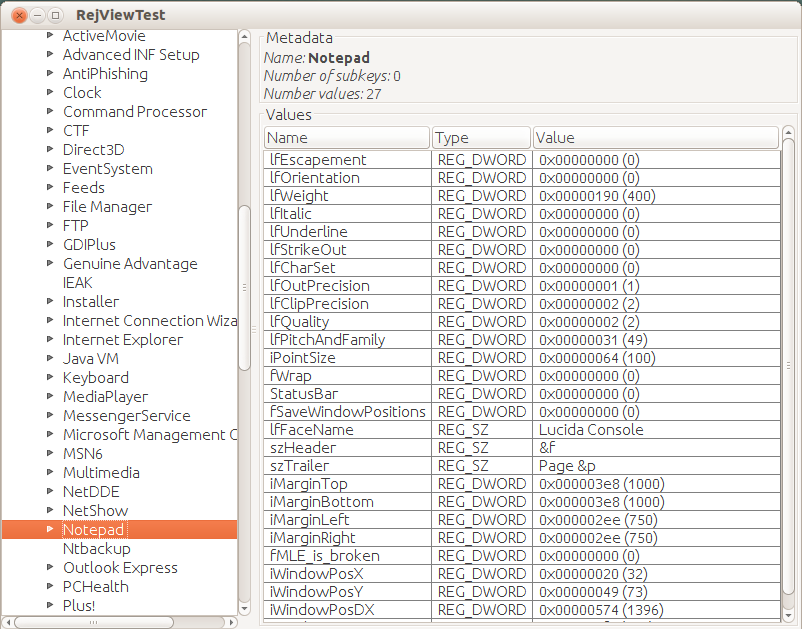 RejViewTest
ActiveMovie
Advanced INF Setup
AntiPhishing
Clock
Command Processor
CTF
Direct3D
EventSystem
Feeds
File Manager
FTP
GDIPlus
Genuine Advantage
IEAK
Installer
Internet Connection Wiza
Internet Explorer
Java VM
Keyboard
MediaPlayer
MessengerService
Microsoft Management C
MSN6
Multimedia
NetDDE
NetShow
Notepad
Ntbackup
Outlook Express
PCHealth
Plus!
Metadata
Name: Notepad
Number of subkeys: 0
Number values: 27
Values
Name Type Value
lfEscapement REG_DWORD 0x00000000 (0)
lfOrientation REG_DWORD 0x00000000 (0)
lfWeight REG_DWORD 0x00000190 (400)
lfItalic REG_DWORD 0x00000000 (0)
lfUnderline REG_DWORD 0x00000000 (0)
lfStrikeOut REG_DWORD 0x00000000 (0)
lfCharSet REG_DWORD 0x00000000 (0)
lfOutPrecision REG_DWORD 0x00000001 (1)
lfClipPrecision REG_DWORD 0x00000002 (2)
lfQuality REG_DWORD 0x00000002 (2)
lfPitchAndFamily REG_DWORD 0x00000031 (49)
iPointSize REG_DWORD 0x00000064 (100)
fWrap REG_DWORD 0x00000000 (0)
StatusBar REG_DWORD 0x00000000 (0)
fSaveWindowPositions REG_DWORD 0x00000000 (0)
lfFaceName REG_SZ Lucida Console
szHeader REG_SZ &f
szTrailer REG_SZ Page &p
iMarginTop REG_DWORD 0x000003e8 (1000)
iMarginBottom REG_DWORD 0x000003e8 (1000)
iMarginLeft REG_DWORD 0x000002ee (750)
iMarginRight REG_DWORD 0x000002ee (750)
fMLE_is_broken REG_DWORD 0x00000000 (0)
iWindowPosX REG_DWORD 0x00000020 (32)
iWindowPosY REG_DWORD 0x00000049 (73)
iWindowPosDX REG_DWORD 0x00000574 (1396)